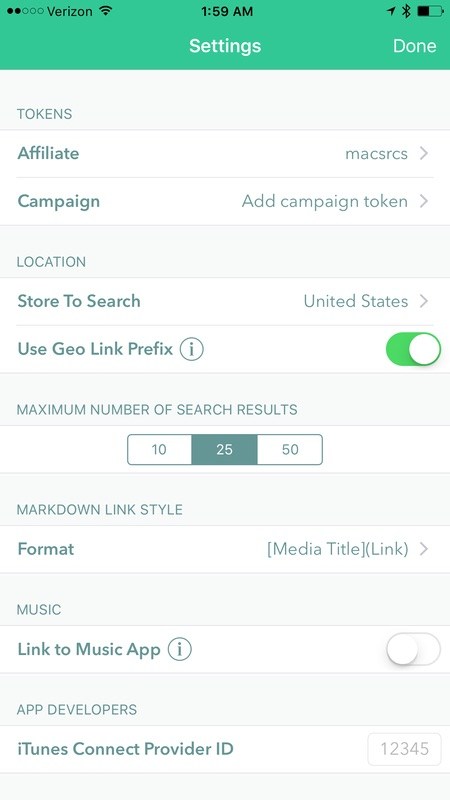 Verizon 1:59 AM
Settings Done
TOKENS
Affiliate macsrcs
Campaign Add campaign token
LOCATION
Store To Search United States
Use Geo Link Prefix i
MAXIMUM NUMBER OF SEARCH RESULTS
10 25 50
MARKDOWN LINK STYLE
Format [Media Title](Link)
MUSIC
Link to Music App i
APP DEVELOPERS
iTunes Connect Provider ID 12345